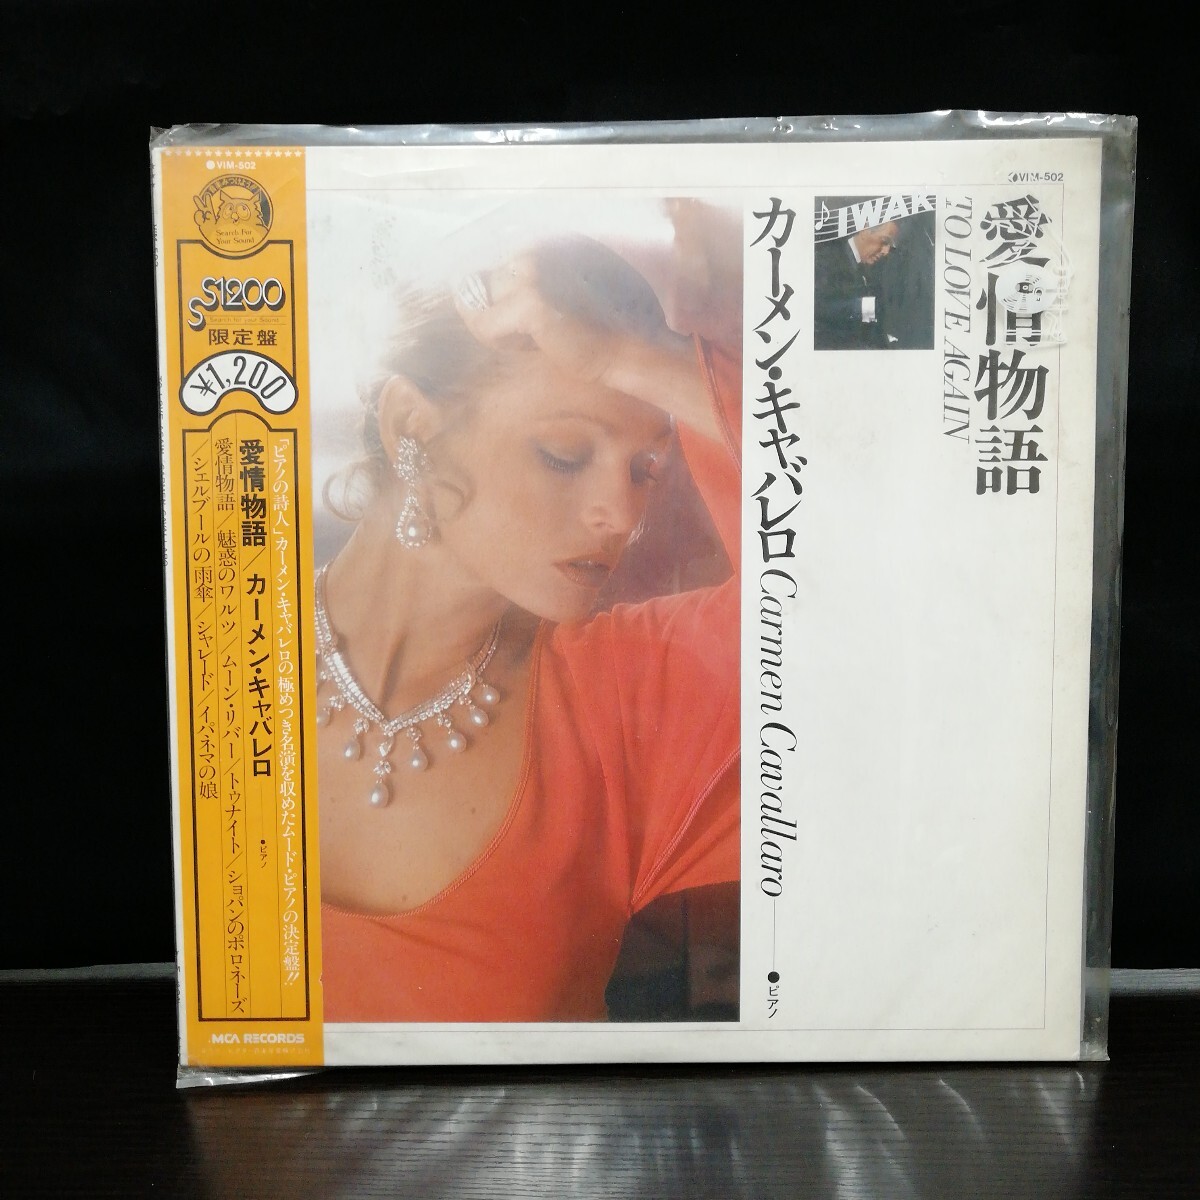 VIM-502
Search For
Your Sound
S1200
Search for your Sound
限定盤
¥1,200
「ピアノの詩人」カーメン・キャバレロの極めつき名演を収めたムード・ピアノの決定盤!!
愛情物語/カーメン・キャバレロ
●ピアノ
愛情物語/魅惑のワルツ/ムーン・リバー/トゥナイト/ショパンのポロネーズ
/シェルブールの雨傘/シャレード/イパネマの娘
MCA RECORDS
VIM-502
愛情物語
TO LOVE AGAIN
IWAK
カーメン・キャバレロ
Carmen Cavallaro
●ピアノ